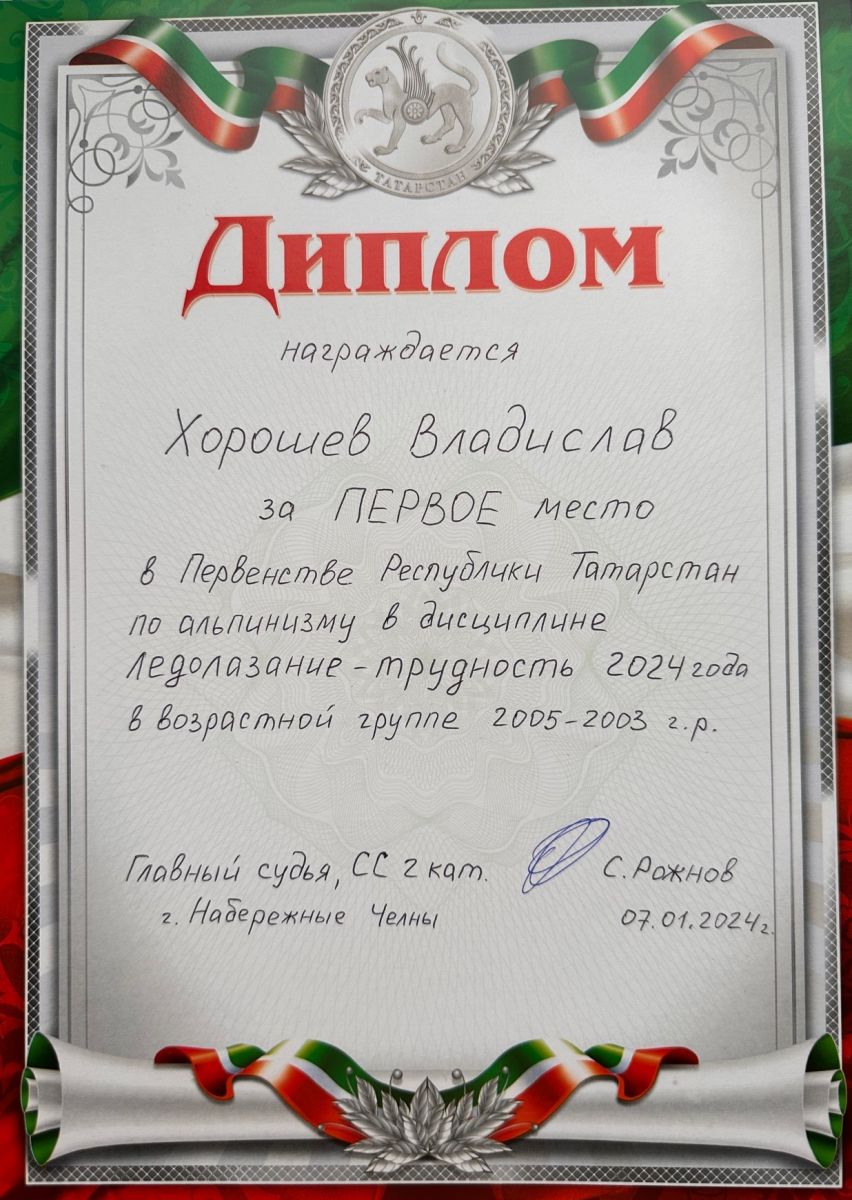 ТАТАРСТАН
Диплом
награждается
Хорошев Владислав
за ПЕРВОЕ место
в Первенстве Республики Татарстан
по альпинизму в дисциплине
ледолазание - трудность 2024 года
в возрастной группе 2005-2003 г.р.
Главный судья, СС 2 кат. С. Рожнов
г. Набережные Челны 07.01.2024 г.